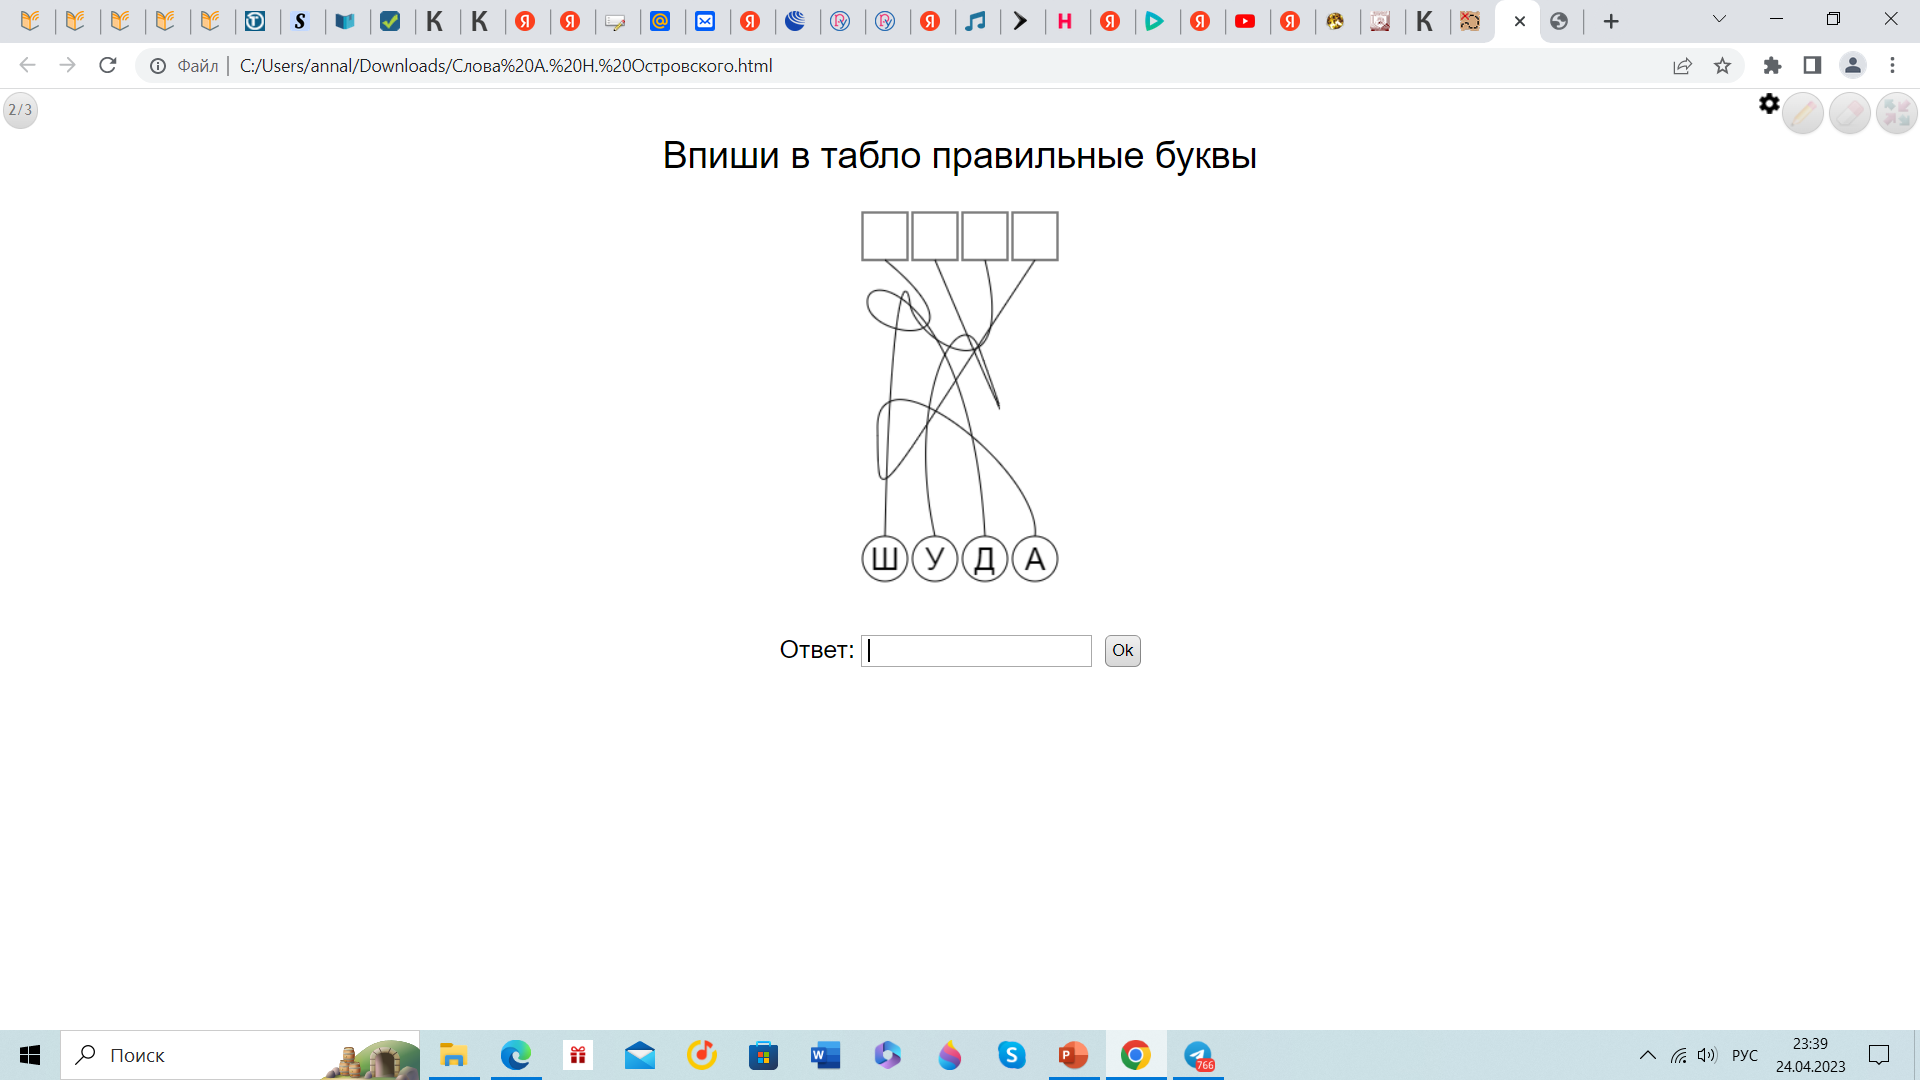 Файл
C:/Users/annal/Downloads/Слова%20А.%20Н.%20Островского.html
2/3
Впиши в табло правильные буквы
Ш У Д А
Ответ:
Ok
Поиск
766
РУС
23:39
24.04.2023